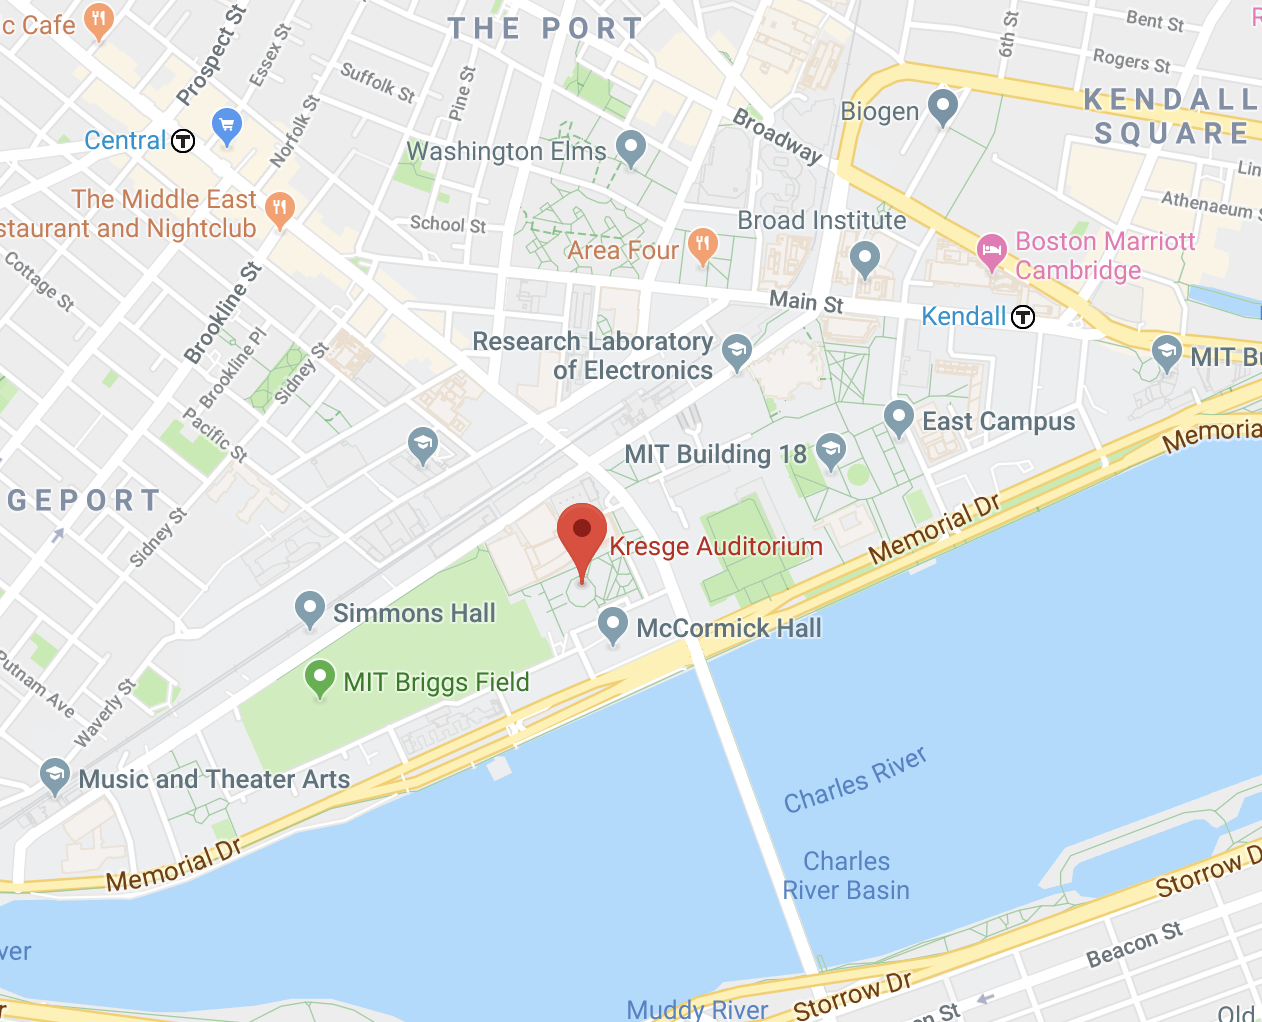 c Cafe
Prospect St
Essex St
THE PORT
6th St
Bent St
R
Rogers St
Suffolk St
Pine St
KENDALL
SQUARE
Biogen
Broadway
Central
T
Norfolk St
Washington Elms
Lin
The Middle East
staurant and Nightclub
School St
Area Four
Broad Institute
Athenaeum S
Boston Marriott
Cambridge
Cottage St
Brookline St
Main St
Kendall
T
Research Laboratory
of Electronics
MIT Bu
Brookline Pl
Sidney St
P
Pacific St
East Campus
MIT Building 18
Memoria
GEPORT
Sidney St
Memorial Dr
Kresge Auditorium
Simmons Hall
McCormick Hall
MIT Briggs Field
Putnam Ave
Waverly St
Music and Theater Arts
Charles River
Memorial Dr
Charles
River Basin
Storrow D
Beacon St
ver
Muddy River
Storrow Dr
on St
Old
r